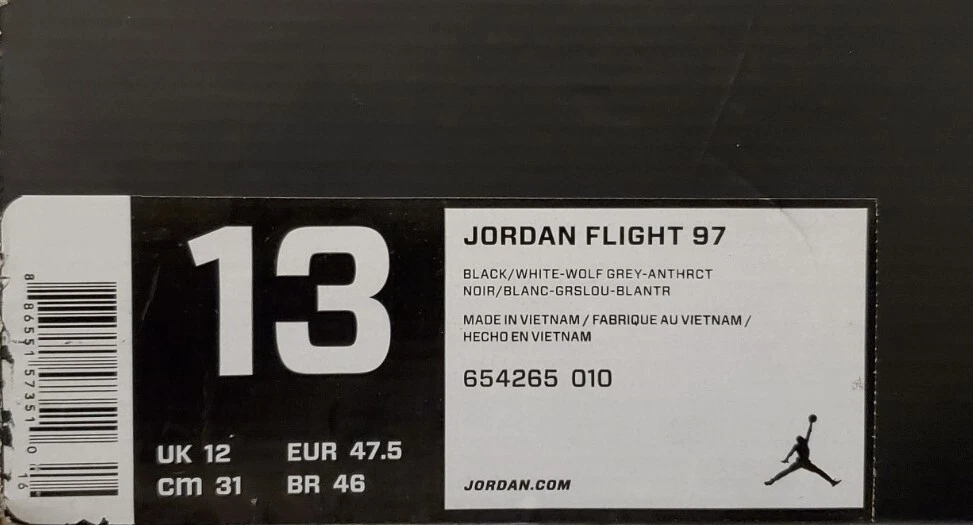 13
UK 12 EUR 47.5
cm 31 BR 46
JORDAN FLIGHT 97
BLACK/WHITE-WOLF GREY-ANTHRCT
NOIR/BLANC-GRSLOU-BLANTR
MADE IN VIETNAM / FABRIQUE AU VIETNAM /
HECHO EN VIETNAM
654265 010
JORDAN.COM